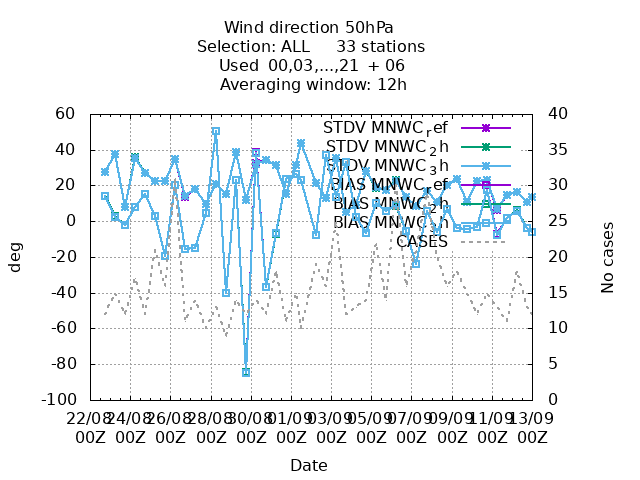 Wind direction 50hPa
Selection: ALL 33 stations
Used 00,03,...,21 + 06
Averaging window: 12h
60 40 20 0 -20 -40 -60 -80 -100
deg
STDV MNWC_ref
STDV MNWC_2h
STDV MNWC_3h
BIAS MNWC_ref
BIAS MNWC_2h
BIAS MNWC_3h
CASES
40 35 30 25 20 15 10 5 0
No cases
22/08 24/08 26/08 28/08 30/08 01/09 03/09 05/09 07/09 09/09 11/09 13/09
00Z 00Z 00Z 00Z 00Z 00Z 00Z 00Z 00Z 00Z 00Z 00Z
Date